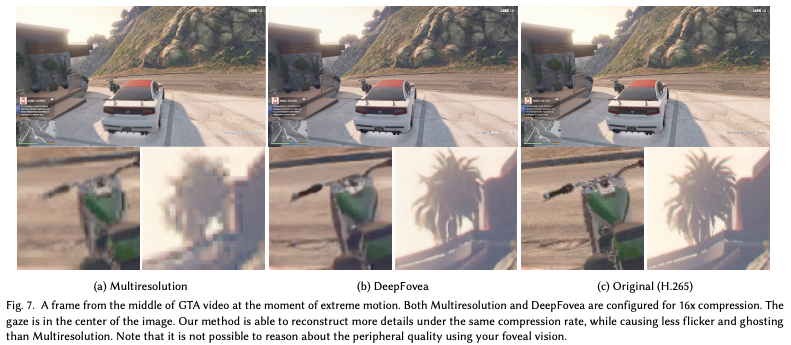 (a) Multiresolution
(b) DeepFovea
(c) Original (H.265)
Fig. 7. A frame from the middle of GTA video at the moment of extreme motion. Both Multiresolution and DeepFovea are configured for 16x compression. The
gaze is in the center of the image. Our method is able to reconstruct more details under the same compression rate, while causing less flicker and ghosting
than Multiresolution. Note that it is not possible to reason about the peripheral quality using your foveal vision.